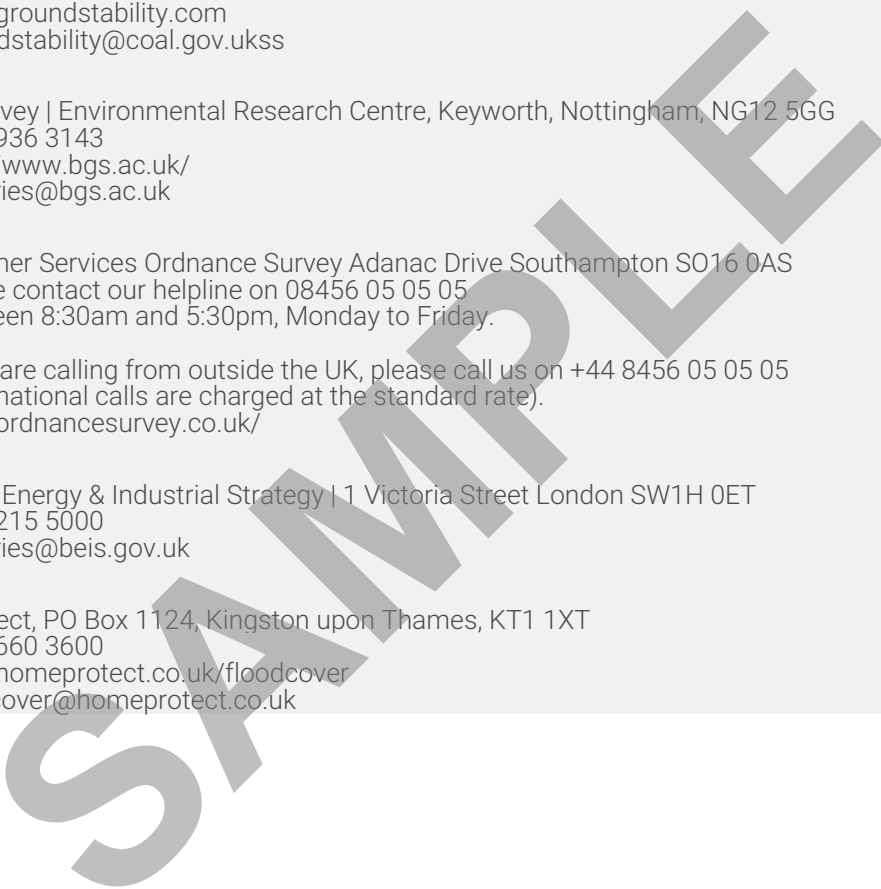 groundstability.com
dstability@coal.gov.ukss
vey | Environmental Research Centre, Keyworth, Nottingham, NG12 5GG
936 3143
/www.bgs.ac.uk/
ies@bgs.ac.uk
ner Services Ordnance Survey Adanac Drive Southampton SO16 0AS
e contact our helpline on 08456 05 05 05
een 8:30am and 5:30pm, Monday to Friday.
are calling from outside the UK, please call us on +44 8456 05 05 05
national calls are charged at the standard rate).
ordnancesurvey.co.uk/
Energy & Industrial Strategy | 1 Victoria Street London SW1H 0ET
215 5000
ies@beis.gov.uk
ect, PO Box 1124, Kingston upon Thames, KT1 1XT
660 3600
homeprotect.co.uk/floodcover
cover@homeprotect.co.uk
SAMPLE